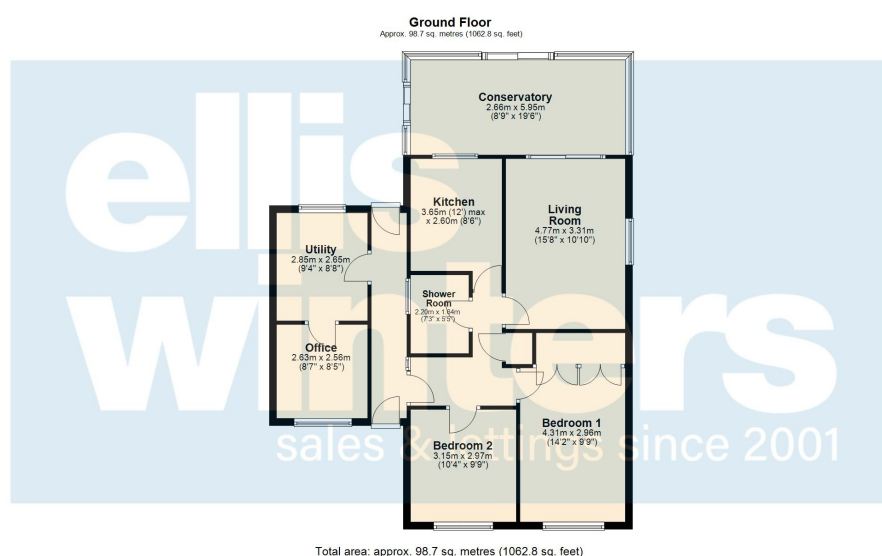 Ground Floor
Approx. 98.7 sq. metres (1062.8 sq. feet)
Conservatory
2.66m x 5.95m
(8'9" x 19'6")
Kitchen
3.65m (12') max
x 2.60m (8'6")
Living
Room
4.77m x 3.31m
(15'8" x 10'10")
Utility
2.85m x 2.65m
(9'4" x 8'8")
Shower
Room
2.20m x 1.64m
(7'3" x 5'5")
Office
2.63m x 2.56m
(8'7" x 8'5")
Bedroom 1
4.31m x 2.96m
(14'2" x 9'9")
Bedroom 2
3.15m x 2.97m
(10'4" x 9'9")
ellis
winters
sales & lettings since 2001
Total area: approx. 98.7 sq. metres (1062.8 sq. feet)